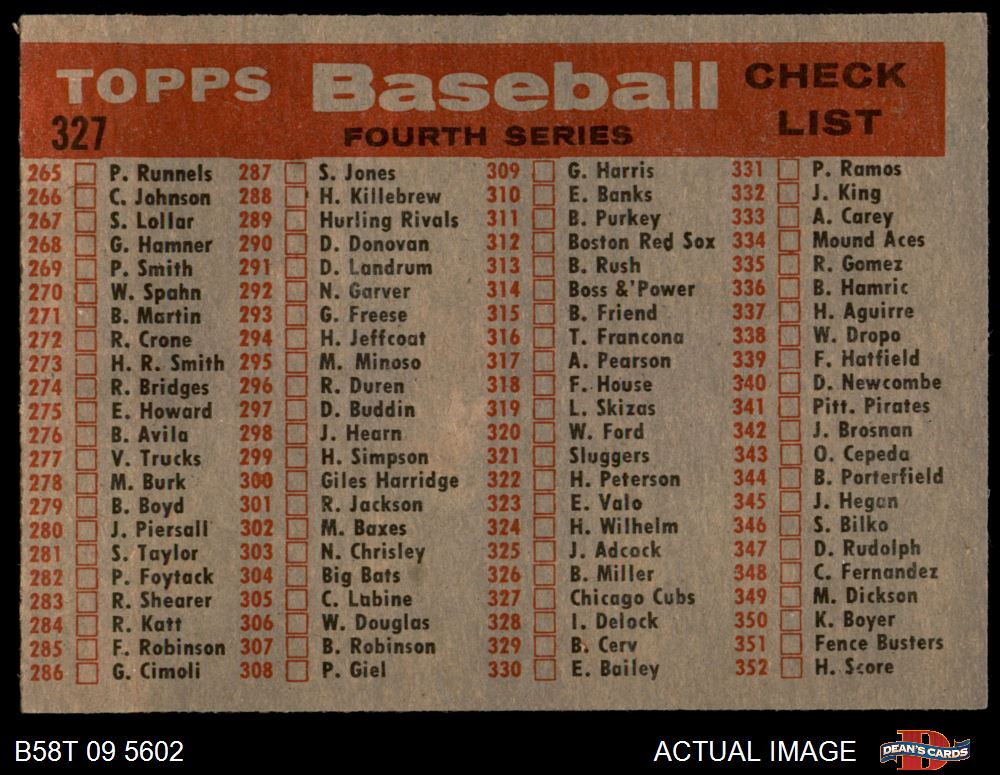 TOPPS Baseball CHECK LIST
327 FOURTH SERIES
265 P. Runnels
266 C. Johnson
267 S. Lollar
268 G. Hamner
269 P. Smith
270 W. Spahn
271 B. Martin
272 R. Crone
273 H. R. Smith
274 R. Bridges
275 E. Howard
276 B. Avila
277 V. Trucks
278 M. Burk
279 B. Boyd
280 J. Piersall
281 S. Taylor
282 P. Foytack
283 R. Shearer
284 R. Katt
285 F. Robinson
286 G. Cimoli
287 S. Jones
288 H. Killebrew
289 Hurling Rivals
290 D. Donovan
291 D. Landrum
292 N. Garver
293 G. Freese
294 H. Jeffcoat
295 M. Minoso
296 R. Duren
297 D. Buddin
298 J. Hearn
299 H. Simpson
300 Giles Harridge
301 R. Jackson
302 M. Baxes
303 N. Chrisley
304 Big Bats
305 C. Labine
306 W. Douglas
307 B. Robinson
308 P. Giel
309 G. Harris
310 E. Banks
311 B. Purkey
312 Boston Red Sox
313 B. Rush
314 Boss &'Power
315 B. Friend
316 T. Francona
317 A. Pearson
318 F. House
319 L. Skizas
320 W. Ford
321 Sluggers
322 H. Peterson
323 E. Valo
324 H. Wilhelm
325 J. Adcock
326 B. Miller
327 Chicago Cubs
328 I. Delock
329 B. Cerv
330 E. Bailey
331 P. Ramos
332 J. King
333 A. Carey
334 Mound Aces
335 R. Gomez
336 B. Hamric
337 H. Aguirre
338 W. Dropo
339 F. Hatfield
340 D. Newcombe
341 Pitt. Pirates
342 J. Brosnan
343 O. Cepeda
344 B. Porterfield
345 J. Hegan
346 S. Bilko
347 D. Rudolph
348 C. Fernandez
349 M. Dickson
350 K. Boyer
351 Fence Busters
352 H. Score
B58T 09 5602 ACTUAL IMAGE DEAN'S CARDS